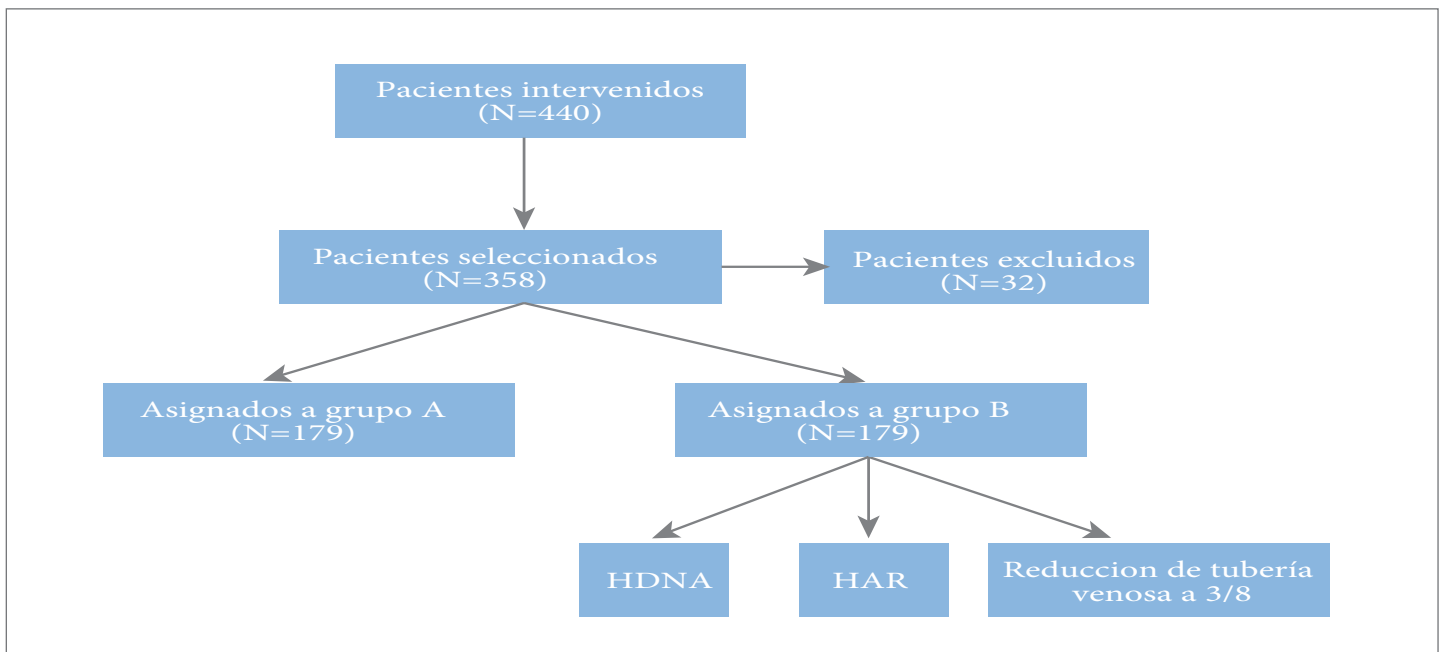 Pacientes intervenidos
(N=440)
Pacientes seleccionados
(N=358)
Pacientes excluidos
(N=32)
Asignados a grupo A
(N=179)
Asignados a grupo B
(N=179)
HDNA
HAR
Reduccion de tubería
venosa a 3/8